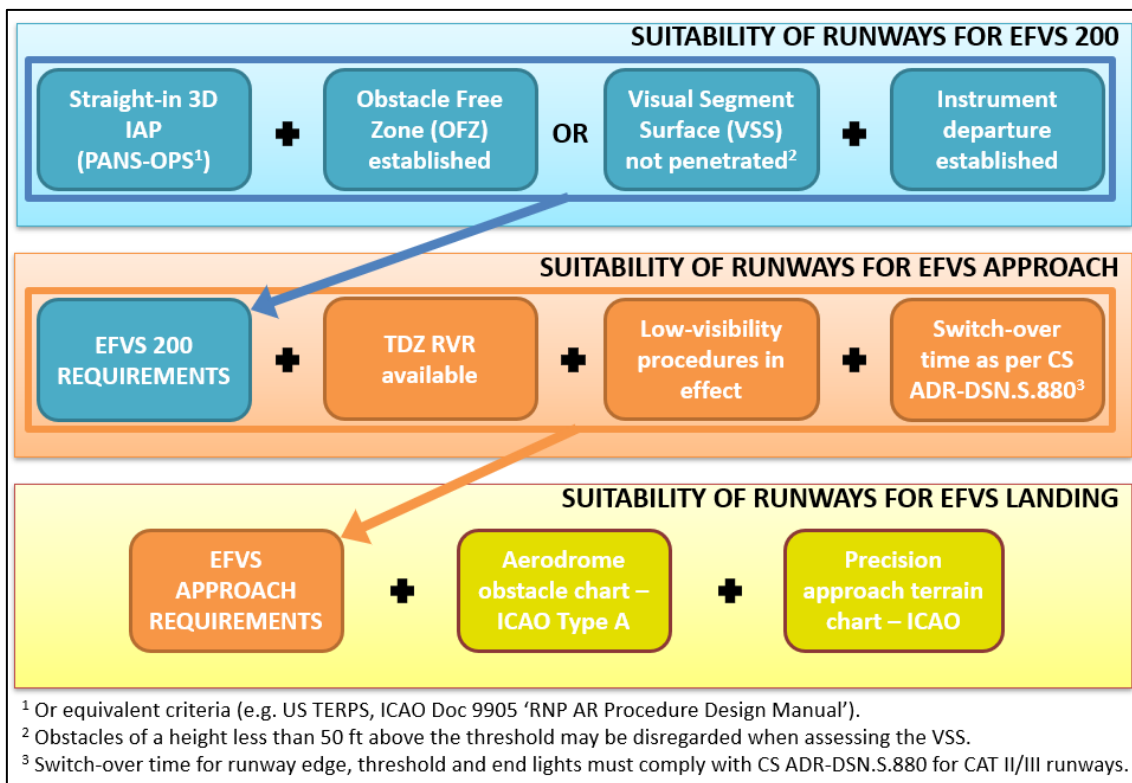 SUITABILITY OF RUNWAYS FOR EFVS 200
Straight-in 3D
IAP
(PANS-OPS¹)
+
Obstacle Free
Zone (OFZ)
established
OR
Visual Segment
Surface (VSS)
not penetrated²
+
Instrument
departure
established
SUITABILITY OF RUNWAYS FOR EFVS APPROACH
EFVS 200
REQUIREMENTS
+
TDZ RVR
available
+
Low-visibility
procedures in
effect
+
Switch-over
time as per CS
ADR-DSN.S.880³
SUITABILITY OF RUNWAYS FOR EFVS LANDING
EFVS
APPROACH
REQUIREMENTS
+
Aerodrome
obstacle chart –
ICAO Type A
+
Precision
approach terrain
chart – ICAO
¹ Or equivalent criteria (e.g. US TERPS, ICAO Doc 9905 ‘RNP AR Procedure Design Manual’).
² Obstacles of a height less than 50 ft above the threshold may be disregarded when assessing the VSS.
³ Switch-over time for runway edge, threshold and end lights must comply with CS ADR-DSN.S.880 for CAT II/III runways.